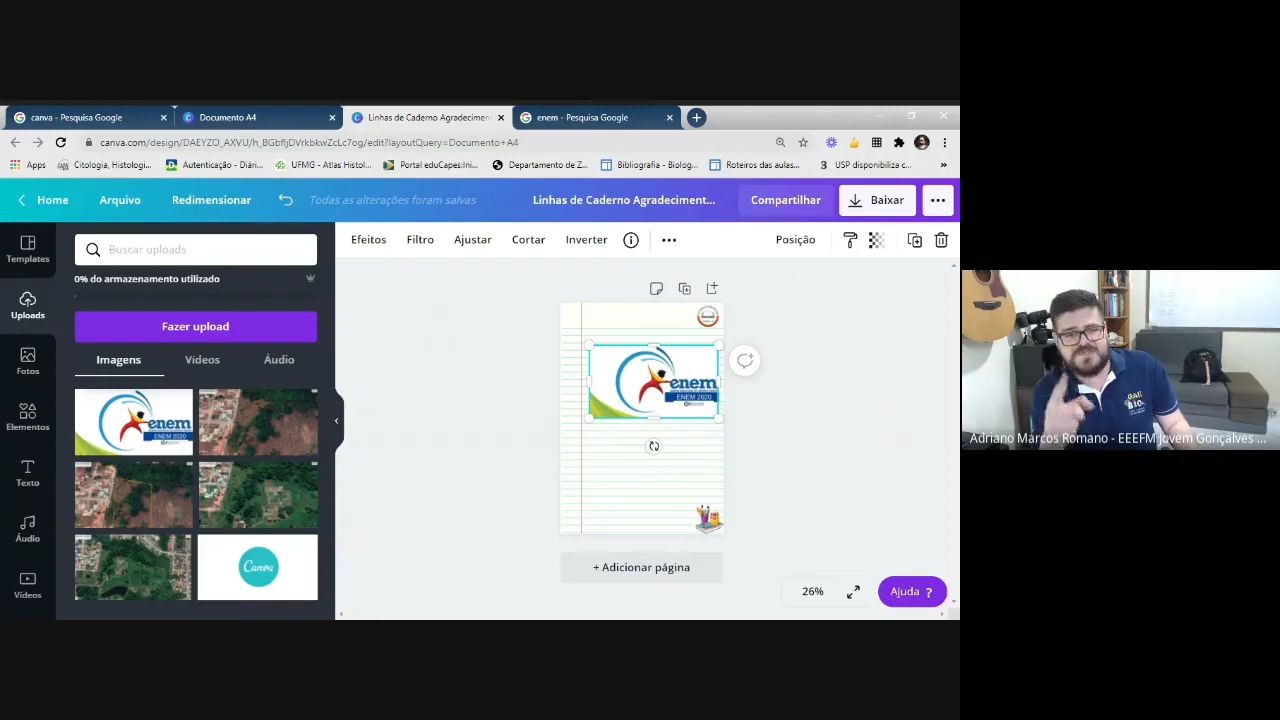 canva - Pesquisa Google
Documento A4
Linhas de Caderno Agradecimen
enem - Pesquisa Google
canva.com/design/DAEYZO_AXVU/h_BGbflJDVrkbkwZcLc7og/edit?layoutQuery=Documento+A4
Apps
Citologia, Histologi...
Autenticação - Diári...
UFMG - Atlas Histol...
Portal eduCapes:Ini...
Departamento de Z...
Bibliografia - Biolog...
Roteiros das aulas...
3 USP disponibiliza c...
»
Home
Arquivo
Redimensionar
Todas as alterações foram salvas
Linhas de Caderno Agradeciment...
Compartilhar
Baixar
Templates
Uploads
Fotos
Elementos
Texto
Áudio
Vídeos
Buscar uploads
0% do armazenamento utilizado
Fazer upload
Imagens
Vídeos
Áudio
enem
ENEM 2020
Canva
Efeitos
Filtro
Ajustar
Cortar
Inverter
Posição
enem
ENEM 2020
+ Adicionar página
26%
Ajuda ?
Adriano Marcos Romano - EEEFM Jovem Gonçalves ...